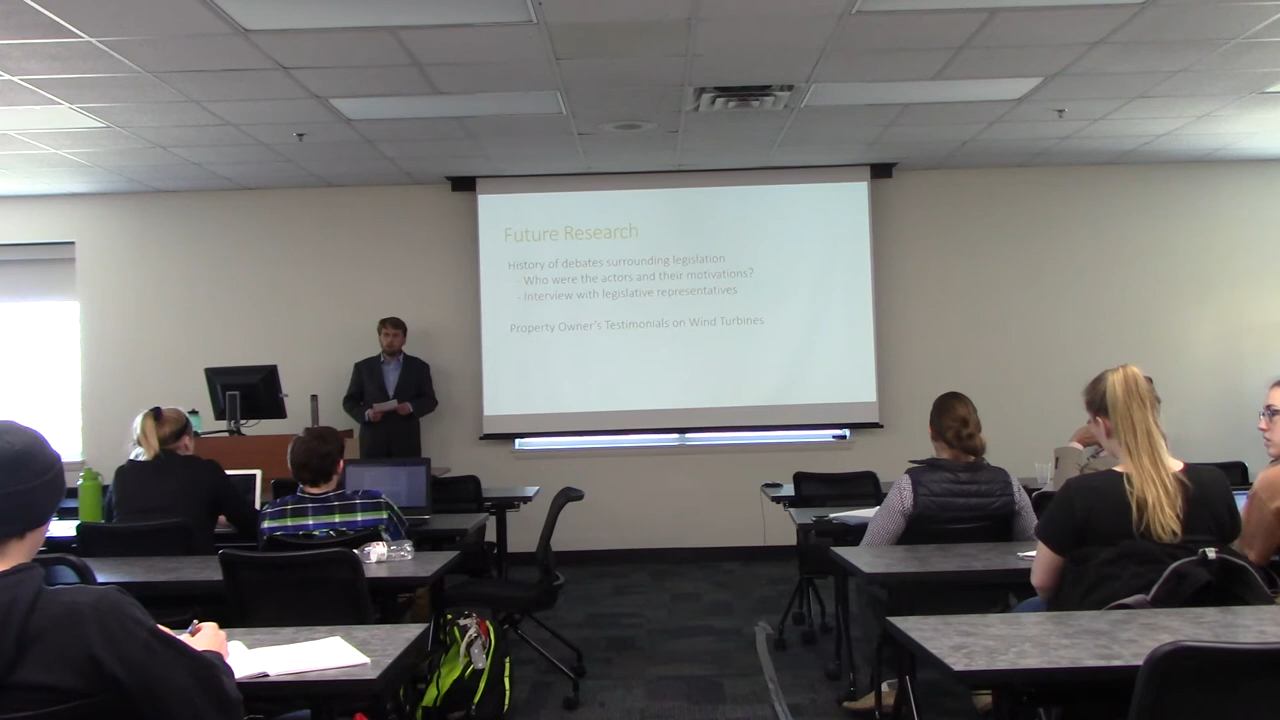 Future Research
History of debates surrounding legislation
- Who were the actors and their motivations?
- Interview with legislative representatives
Property Owner's Testimonials on Wind Turbines